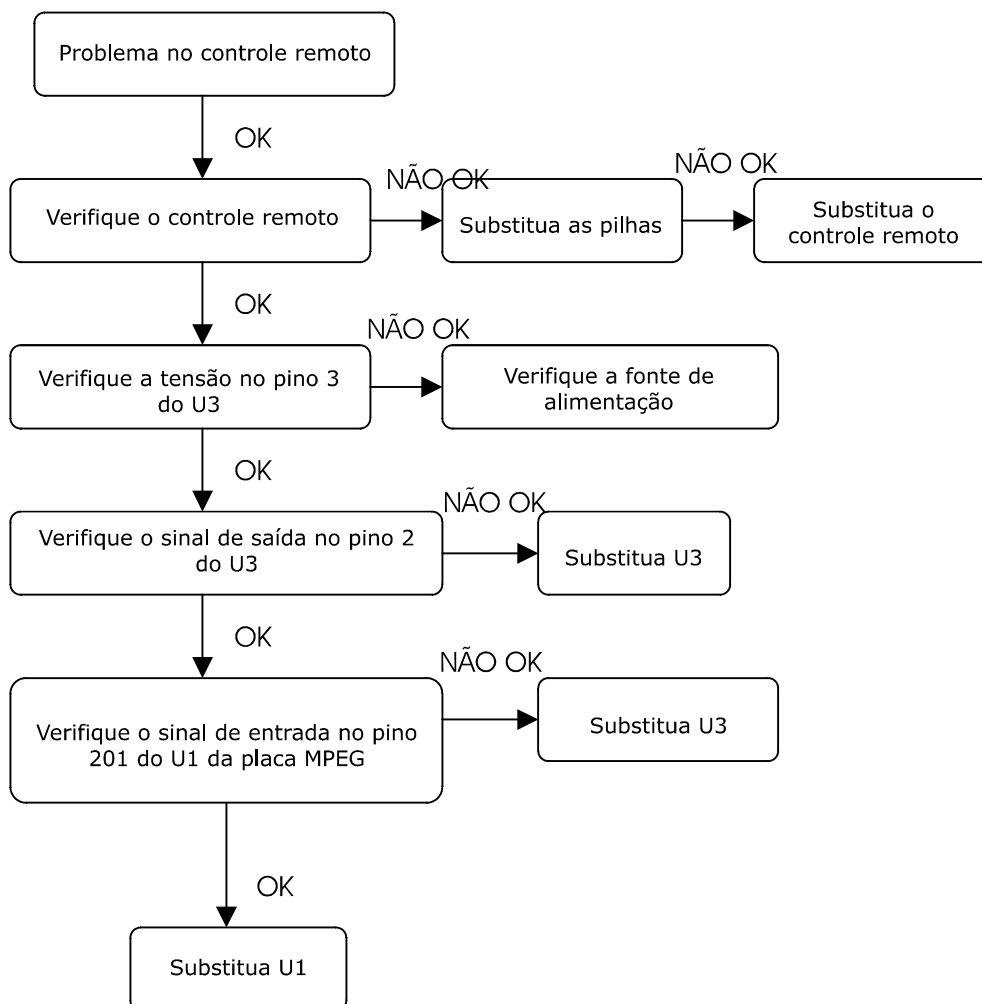 Problema no controle remoto
OK
NÃO OK
NÃO OK
Verifique o controle remoto
Substitua as pilhas
Substitua o
controle remoto
OK
NÃO OK
Verifique a tensão no pino 3
do U3
Verifique a fonte de
alimentação
OK
NÃO OK
Verifique o sinal de saída no pino 2
do U3
Substitua U3
OK
NÃO OK
Verifique o sinal de entrada no pino
201 do U1 da placa MPEG
Substitua U3
OK
Substitua U1